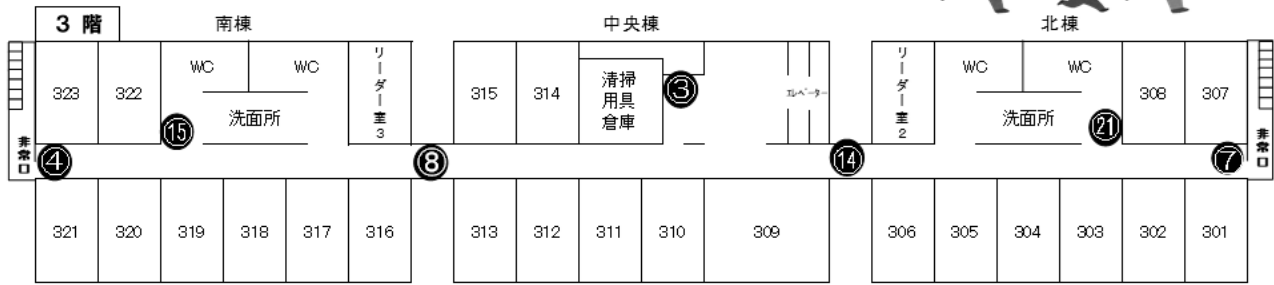 3 階
南棟
中央棟
北棟
323
322
WC
WC
洗面所
リーダー室3
315
314
清掃
用具
倉庫
エレベーター
リーダー室2
WC
WC
洗面所
308
307
⑮
③
㉑
非常口
④
⑧
⑭
⑦
非常口
321
320
319
318
317
316
313
312
311
310
309
306
305
304
303
302
301